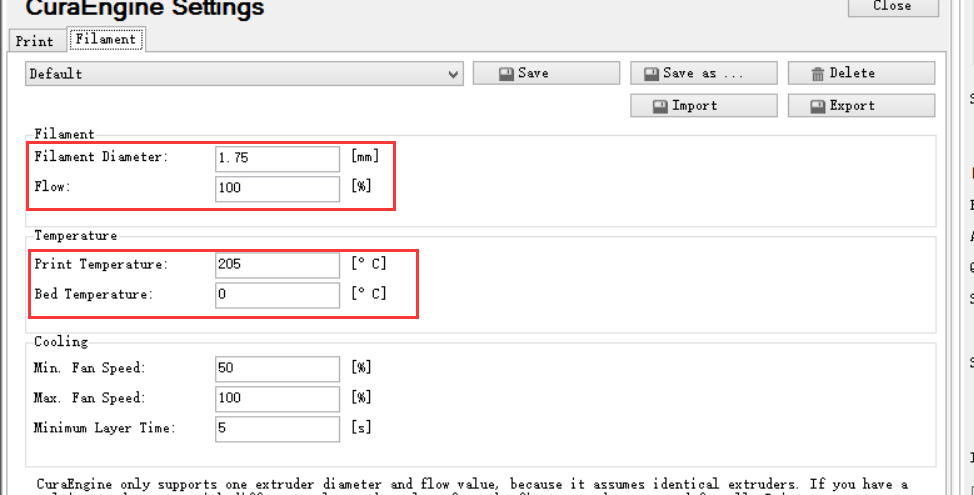 CuraEngine Settings
Close
Print
Filament
Default
Save
Save as ...
Delete
Import
Export
Filament
Filament Diameter: 1.75 [mm]
Flow: 100 [%]
Temperature
Print Temperature: 205 [° C]
Bed Temperature: 0 [° C]
Cooling
Min. Fan Speed: 50 [%]
Max. Fan Speed: 100 [%]
Minimum Layer Time: 5 [s]
CuraEngine only supports one extruder diameter and flow value, because it assumes identical extruders. If you have a